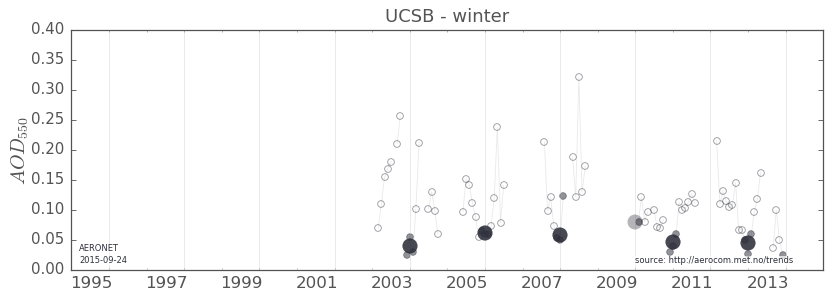 UCSB - winter
0.40
0.35
0.30
0.25
0.20
0.15
0.10
0.05
0.00
AOD550
AERONET
2015-09-24
source: http://aerocom.met.no/trends
1995 1997 1999 2001 2003 2005 2007 2009 2011 2013